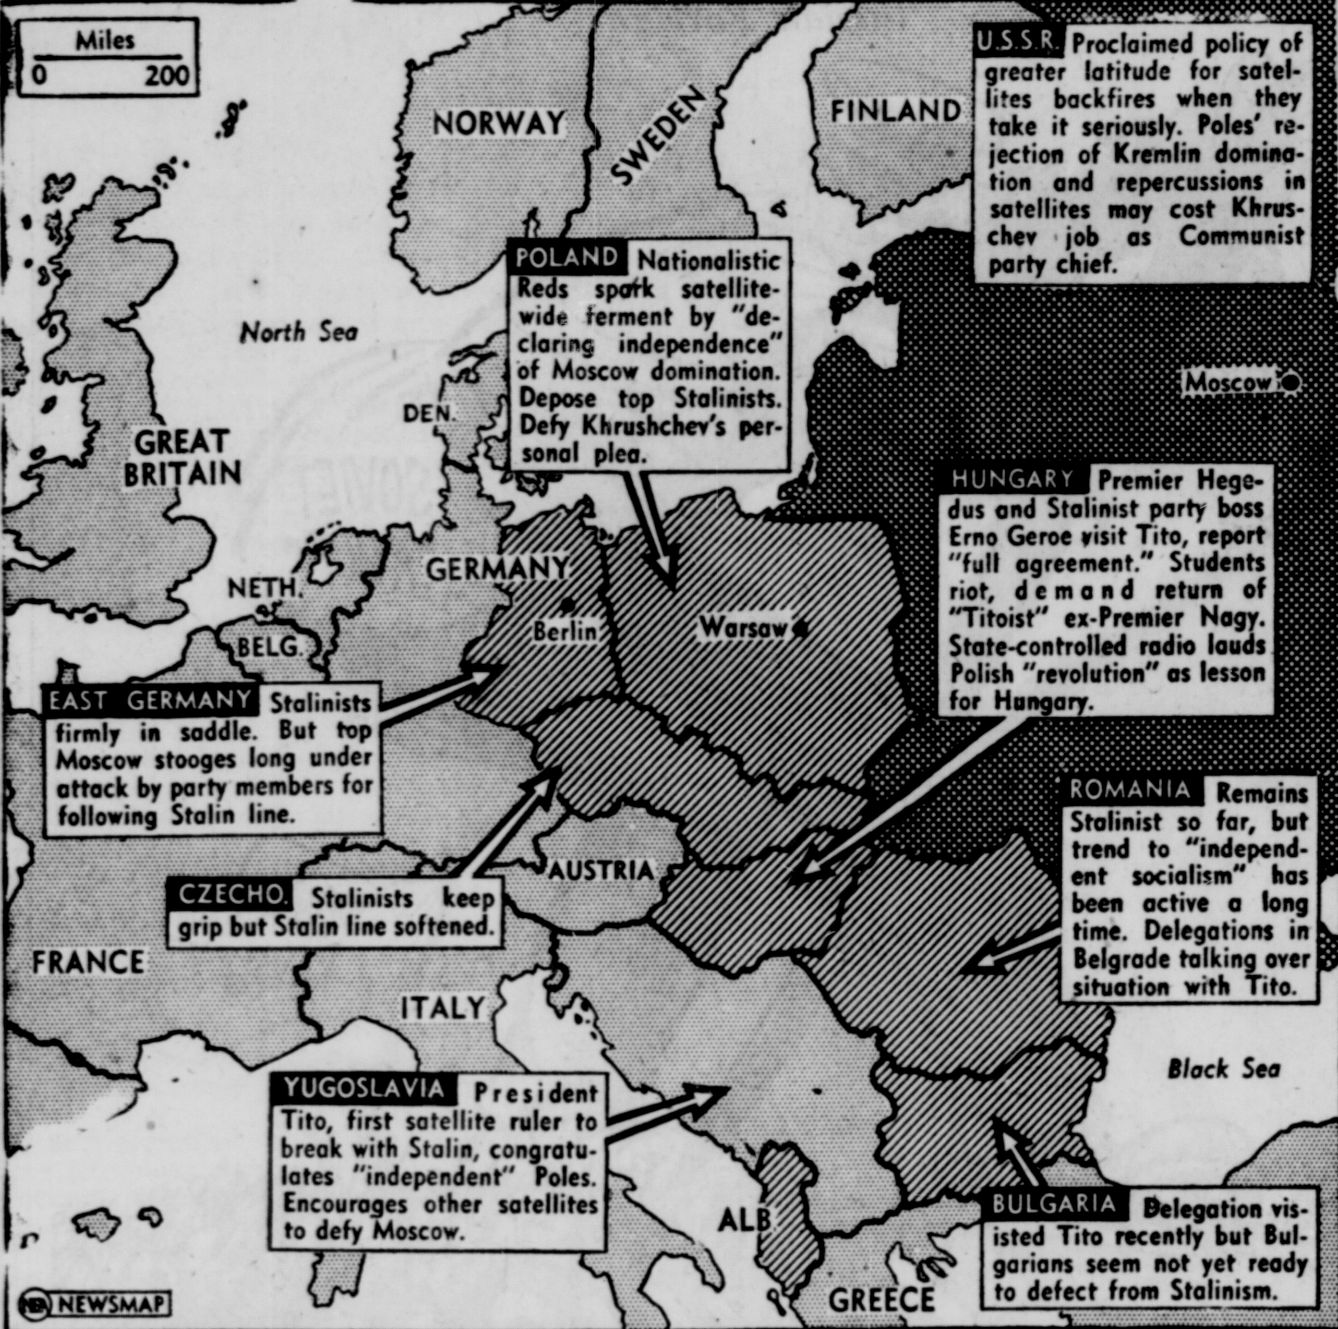 Miles
0 200
NORWAY
SWEDEN
FINLAND
U.S.S.R. Proclaimed policy of
greater latitude for satel-
lites backfires when they
take it seriously. Poles' re-
jection of Kremlin domina-
tion and repercussions in
satellites may cost Khrus-
chev job as Communist
party chief.
POLAND Nationalistic
Reds spark satellite-
wide ferment by "de-
claring independence"
of Moscow domination.
Depose top Stalinists.
Defy Khrushchev's per-
sonal plea.
North Sea
Moscow
DEN.
GREAT
BRITAIN
HUNGARY Premier Hege-
dus and Stalinist party boss
Erno Geroe visit Tito, report
"full agreement." Students
riot, demand return of
"Titoist" ex-Premier Nagy.
State-controlled radio lauds
Polish "revolution" as lesson
for Hungary.
GERMANY
NETH.
Berlin
Warsaw
BELG.
EAST GERMANY Stalinists
firmly in saddle. But top
Moscow stooges long under
attack by party members for
following Stalin line.
ROMANIA Remains
Stalinist so far, but
trend to "independ-
ent socialism" has
been active a long
time. Delegations in
Belgrade talking over
situation with Tito.
AUSTRIA
CZECHO. Stalinists keep
grip but Stalin line softened.
FRANCE
ITALY
Black Sea
YUGOSLAVIA President
Tito, first satellite ruler to
break with Stalin, congratu-
lates "independent" Poles.
Encourages other satellites
to defy Moscow.
ALB
BULGARIA Delegation vis-
isted Tito recently but Bul-
garians seem not yet ready
to defect from Stalinism.
GREECE
NEA NEWSMAP